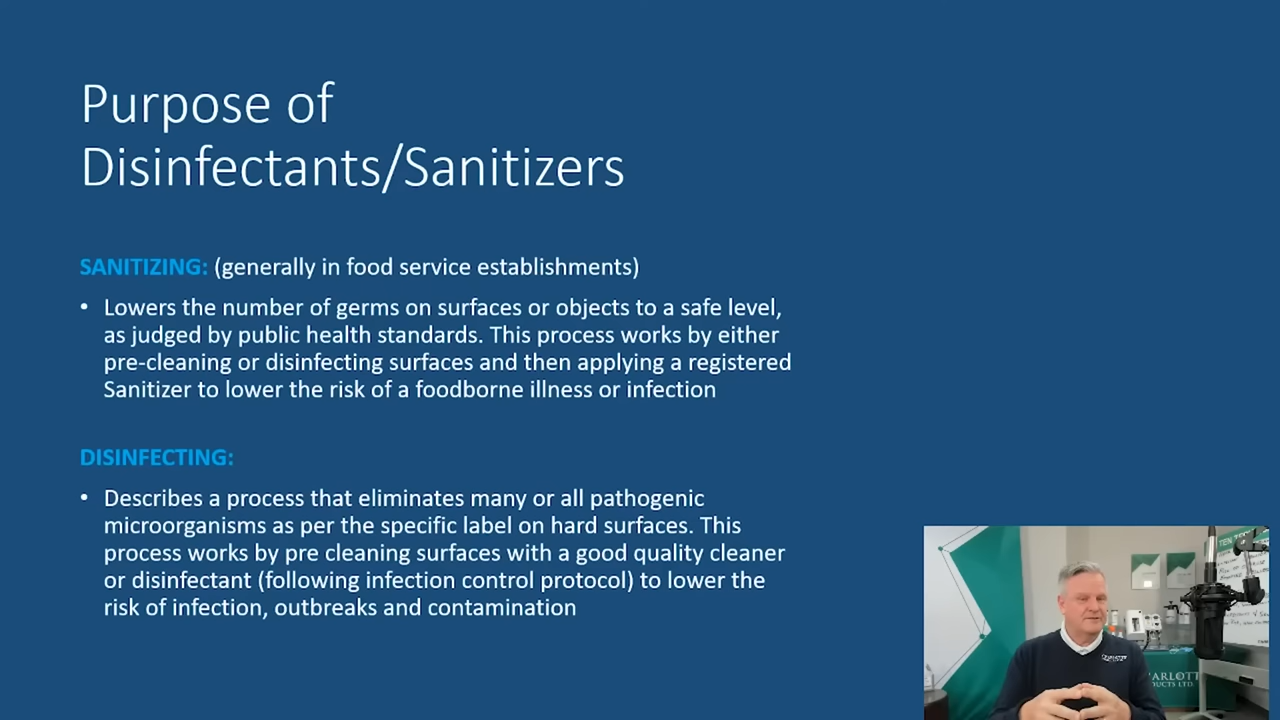 Purpose of
Disinfectants/Sanitizers
SANITIZING: (generally in food service establishments)
• Lowers the number of germs on surfaces or objects to a safe level,
as judged by public health standards. This process works by either
pre-cleaning or disinfecting surfaces and then applying a registered
Sanitizer to lower the risk of a foodborne illness or infection
DISINFECTING:
• Describes a process that eliminates many or all pathogenic
microorganisms as per the specific label on hard surfaces. This
process works by pre cleaning surfaces with a good quality cleaner
or disinfectant (following infection control protocol) to lower the
risk of infection, outbreaks and contamination